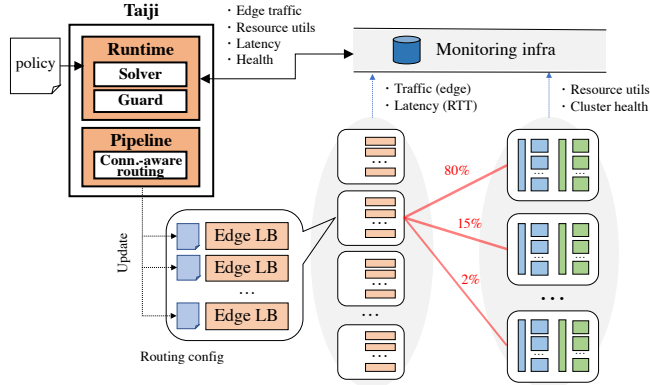 Taiji
policy
Runtime
Solver
Guard
Pipeline
Conn.-aware
routing
· Edge traffic
· Resource utils
· Latency
· Health
Monitoring infra
· Traffic (edge)
· Latency (RTT)
· Resource utils
· Cluster health
Update
Edge LB
Edge LB
...
Edge LB
Routing config
...
...
...
...
...
80%
15%
2%
...
...
...
...
...
...
...